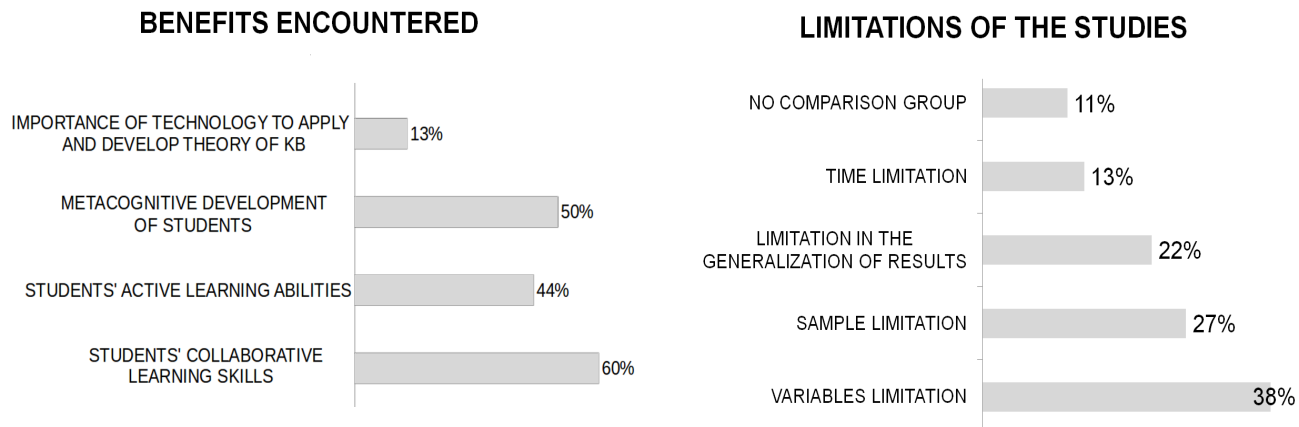 BENEFITS ENCOUNTERED
IMPORTANCE OF TECHNOLOGY TO APPLY
AND DEVELOP THEORY OF KB
13%
METACOGNITIVE DEVELOPMENT
OF STUDENTS
50%
STUDENTS' ACTIVE LEARNING ABILITIES
44%
STUDENTS' COLLABORATIVE
LEARNING SKILLS
60%
LIMITATIONS OF THE STUDIES
NO COMPARISON GROUP
11%
TIME LIMITATION
13%
LIMITATION IN THE
GENERALIZATION OF RESULTS
22%
SAMPLE LIMITATION
27%
VARIABLES LIMITATION
38%